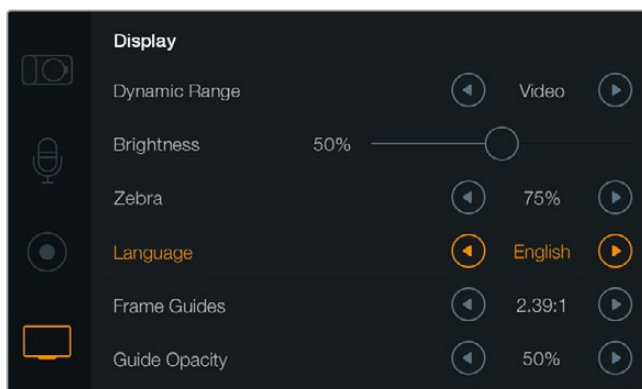 Display
Dynamic Range Video
Brightness 50%
Zebra 75%
Language English
Frame Guides 2.39:1
Guide Opacity 50%